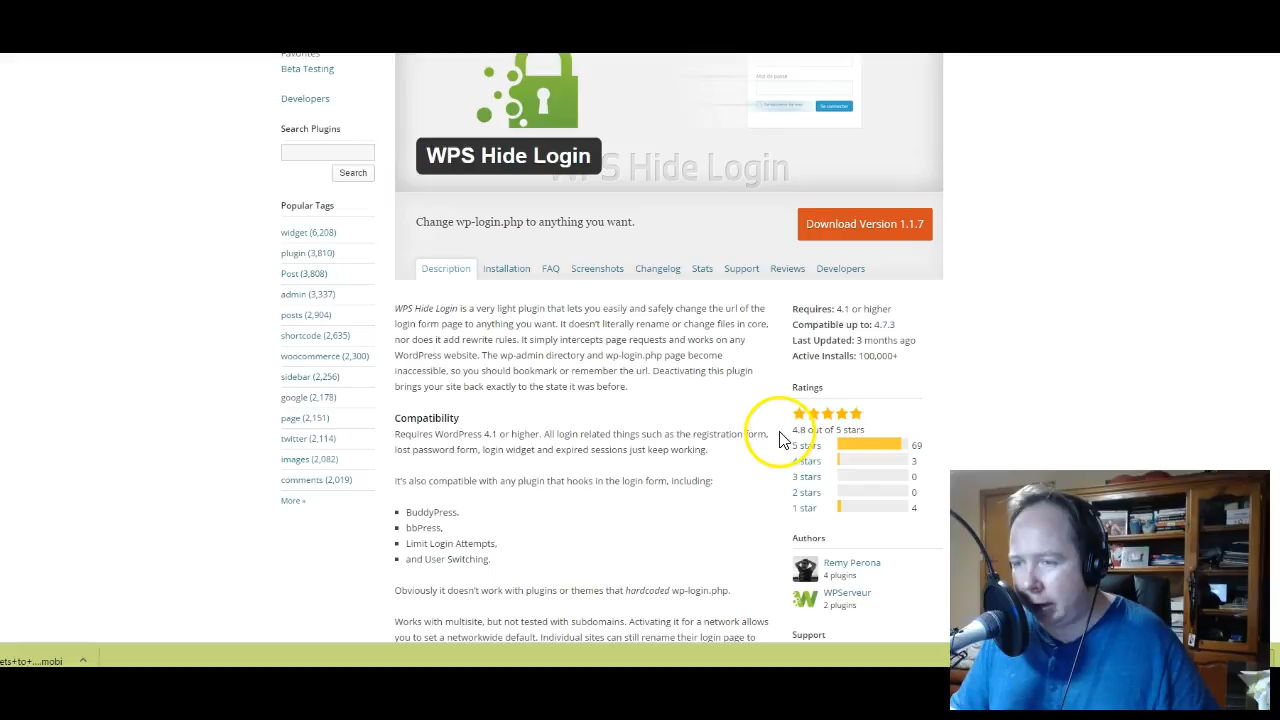 Favorites
Beta Testing
Developers
Search Plugins
Search
Popular Tags
widget (6,208)
plugin (3,810)
Post (3,808)
admin (3,337)
posts (2,904)
shortcode (2,635)
woocommerce (2,300)
sidebar (2,256)
google (2,178)
page (2,151)
twitter (2,114)
images (2,082)
comments (2,019)
More »
Mot de passe
Se connecter
WPS Hide Login
WPS Hide Login
Change wp-login.php to anything you want.
Download Version 1.1.7
Description Installation FAQ Screenshots Changelog Stats Support Reviews Developers
WPS Hide Login is a very light plugin that lets you easily and safely change the url of the
login form page to anything you want. It doesn't literally rename or change files in core,
nor does it add rewrite rules. It simply intercepts page requests and works on any
WordPress website. The wp-admin directory and wp-login.php page become
inaccessible, so you should bookmark or remember the url. Deactivating this plugin
brings your site back exactly to the state it was before.
Compatibility
Requires WordPress 4.1 or higher. All login related things such as the registration form,
lost password form, login widget and expired sessions just keep working.
It's also compatible with any plugin that hooks in the login form, including:
BuddyPress,
bbPress,
Limit Login Attempts,
and User Switching.
Obviously it doesn't work with plugins or themes that hardcoded wp-login.php.
Works with multisite, but not tested with subdomains. Activating it for a network allows
you to set a networkwide default. Individual sites can still rename their login page to
Requires: 4.1 or higher
Compatible up to: 4.7.3
Last Updated: 3 months ago
Active Installs: 100,000+
Ratings
4.8 out of 5 stars
5 stars 69
4 stars 3
3 stars 0
2 stars 0
1 star 4
Authors
Remy Perona
4 plugins
WPServeur
2 plugins
Support
ets+to+....mobi